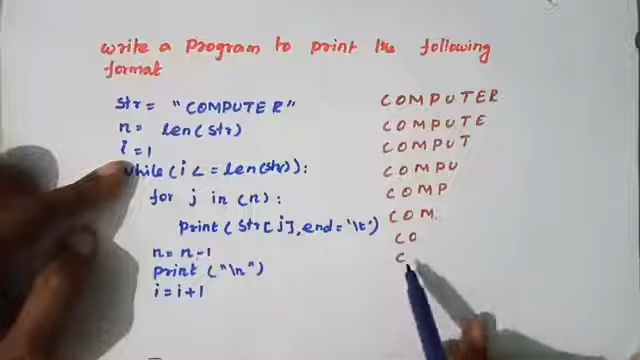 write a program to print the following
format
str = "COMPUTER"
n = len(str)
i = 1
while (i <= len(str)):
for j in (n):
print(str[j], end='\t')
n = n-1
print("\n")
i = i+1
COMPUTER
COMPUTE
COMPUT
COMPU
COMP
COM
CO
C